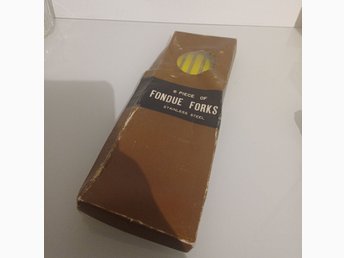 6 PIECE OF
FONDUE FORKS
STAINLESS STEEL